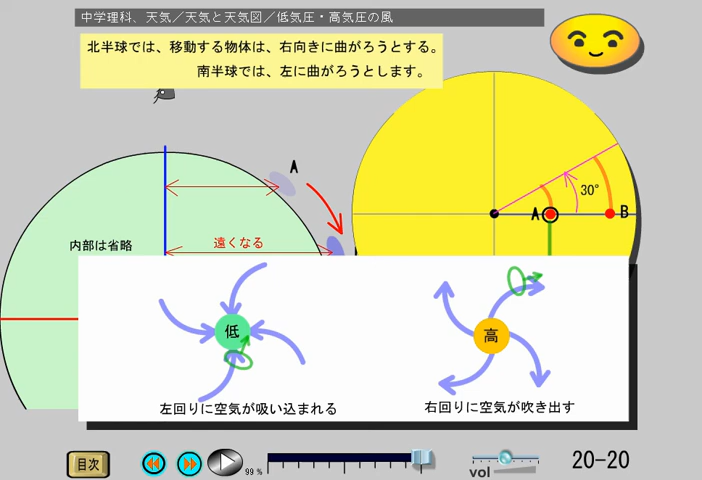 中学理科、天気／天気と天気図／低気圧・高気圧の風
北半球では、移動する物体は、右向きに曲がろうとする。
南半球では、左に曲がろうとします。
A
30°
A
B
内部は省略
遠くなる
低
高
左回りに空気が吸い込まれる
右回りに空気が吹き出す
目次
99 %
vol
20-20